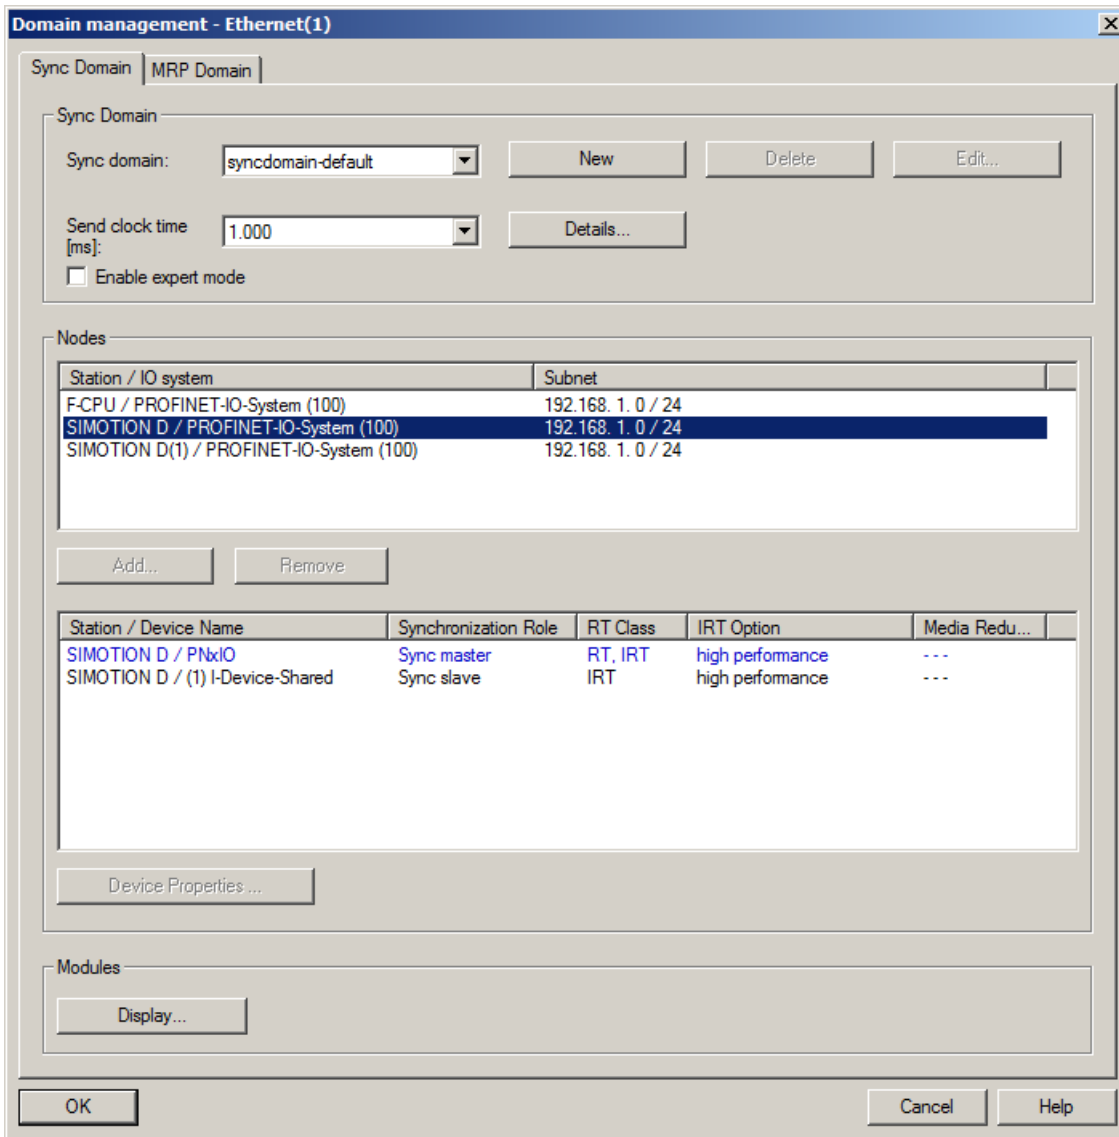 Domain management - Ethernet(1)
Sync Domain MRP Domain
Sync Domain
Sync domain: syncdomain-default New Delete Edit...
Send clock time [ms]: 1.000 Details...
Enable expert mode
Nodes
Station / IO system Subnet
F-CPU / PROFINET-IO-System (100) 192.168. 1. 0 / 24
SIMOTION D / PROFINET-IO-System (100) 192.168. 1. 0 / 24
SIMOTION D(1) / PROFINET-IO-System (100) 192.168. 1. 0 / 24
Add... Remove
Station / Device Name Synchronization Role RT Class IRT Option Media Redu...
SIMOTION D / PNxIO Sync master RT, IRT high performance - - -
SIMOTION D / (1) I-Device-Shared Sync slave IRT high performance - - -
Device Properties ...
Modules
Display...
OK Cancel Help